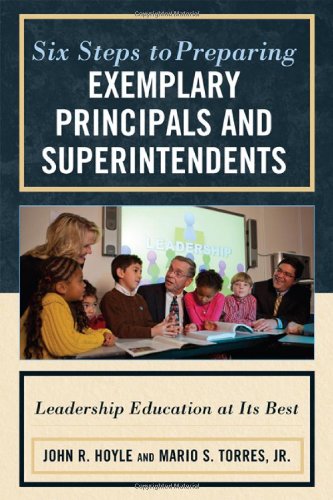 Six Steps to Preparing
EXEMPLARY
PRINCIPALS AND
SUPERINTENDENTS
LEADERSHIP
Leadership Education at Its Best
JOHN R. HOYLE AND MARIO S. TORRES, JR.